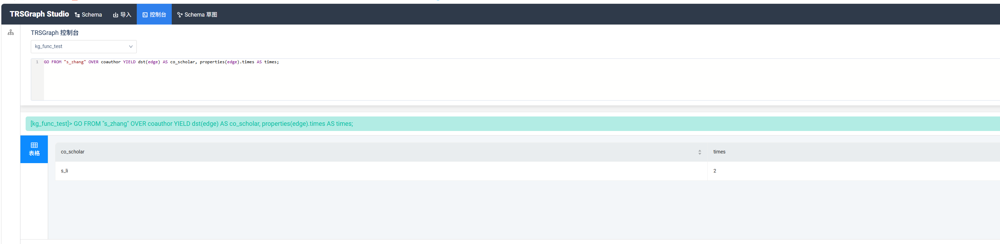 TRSGraph Studio Schema 导入 控制台 Schema 草图
TRSGraph 控制台
kg_func_test
1 GO FROM "s_zhang" OVER coauthor YIELD dst(edge) AS co_scholar, properties(edge).times AS times;
[kg_func_test]> GO FROM "s_zhang" OVER coauthor YIELD dst(edge) AS co_scholar, properties(edge).times AS times;
表格
co_scholar times
s_li 2